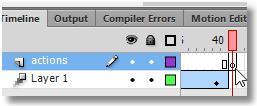 Timeline Output Compiler Errors Motion Edit
40
actions
Layer 1